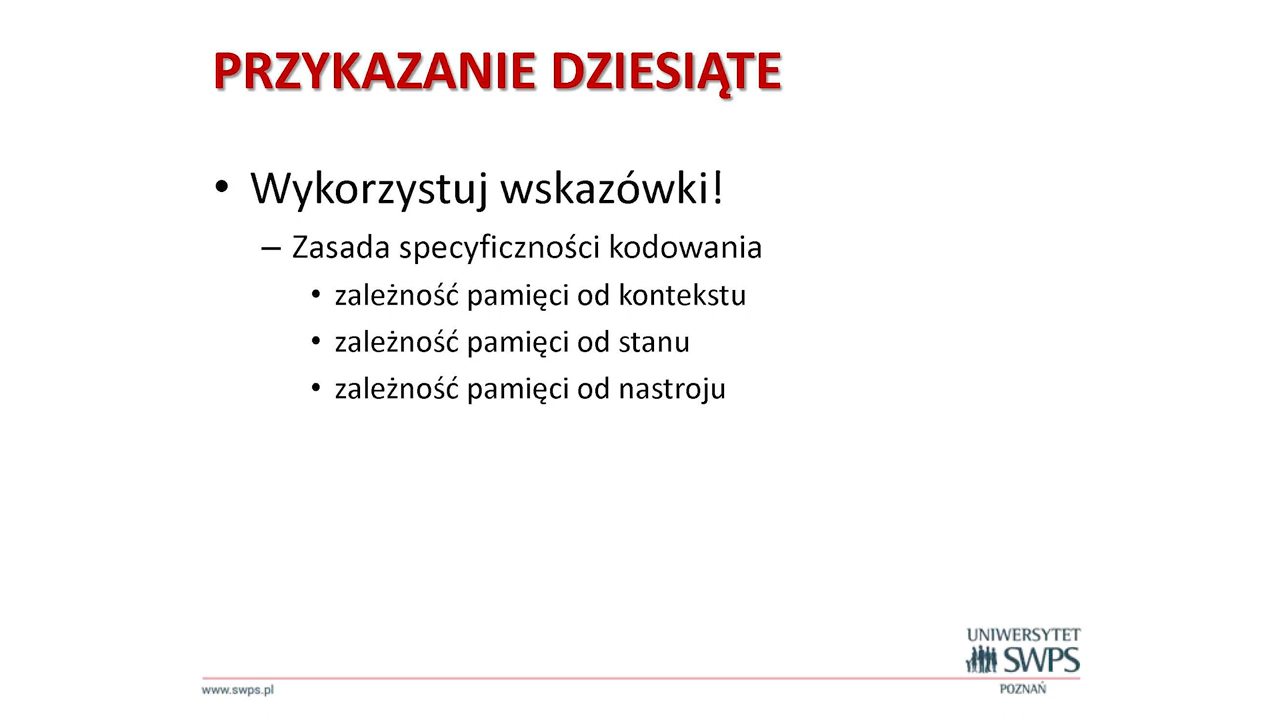 PRZYKAZANIE DZIESIĄTE
• Wykorzystuj wskazówki!
– Zasada specyficzności kodowania
• zależność pamięci od kontekstu
• zależność pamięci od stanu
• zależność pamięci od nastroju
UNIWERSYTET
SWPS
www.swps.pl
POZNAŃ